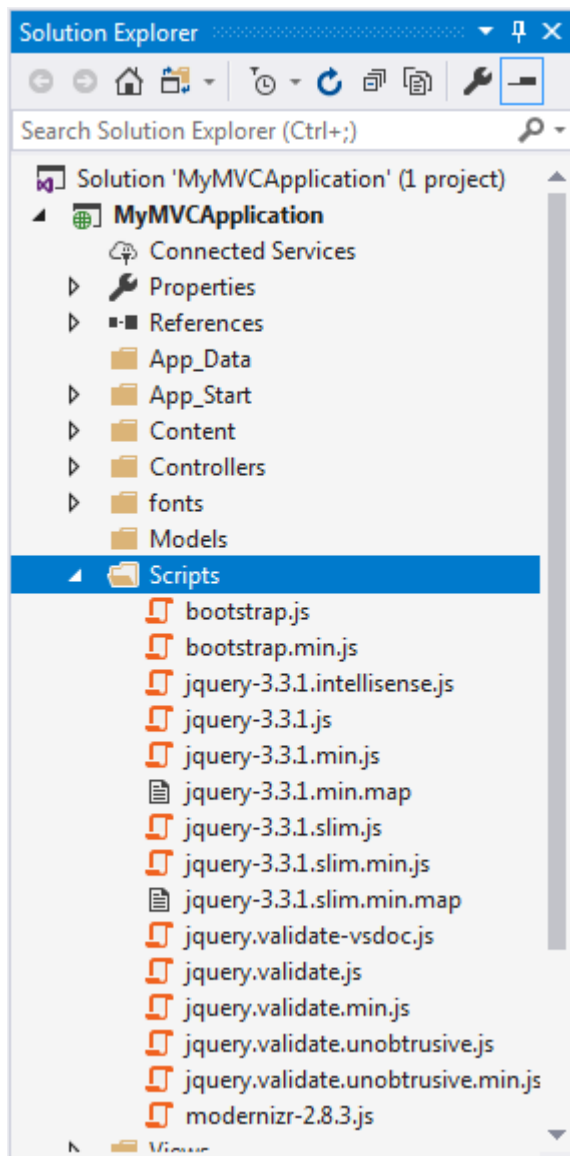 Solution Explorer
Search Solution Explorer (Ctrl+;)
Solution 'MyMVCApplication' (1 project)
MyMVCApplication
Connected Services
Properties
References
App_Data
App_Start
Content
Controllers
fonts
Models
Scripts
bootstrap.js
bootstrap.min.js
jquery-3.3.1.intellisense.js
jquery-3.3.1.js
jquery-3.3.1.min.js
jquery-3.3.1.min.map
jquery-3.3.1.slim.js
jquery-3.3.1.slim.min.js
jquery-3.3.1.slim.min.map
jquery.validate-vsdoc.js
jquery.validate.js
jquery.validate.min.js
jquery.validate.unobtrusive.js
jquery.validate.unobtrusive.min.js
modernizr-2.8.3.js
Views